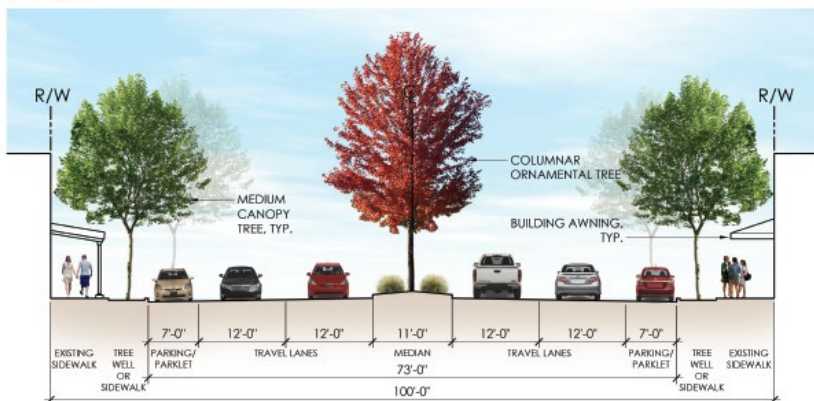 R/W
R/W
COLUMNAR
ORNAMENTAL TREE
MEDIUM
CANOPY
TREE, TYP.
BUILDING AWNING,
TYP.
7'-0"
12'-0"
12'-0"
11'-0"
12'-0"
12'-0"
7'-0"
EXISTING
SIDEWALK
TREE
WELL
OR
SIDEWALK
PARKING/
PARKLET
TRAVEL LANES
MEDIAN
TRAVEL LANES
PARKING/
PARKLET
TREE
WELL
OR
SIDEWALK
EXISTING
SIDEWALK
73'-0"
100'-0"